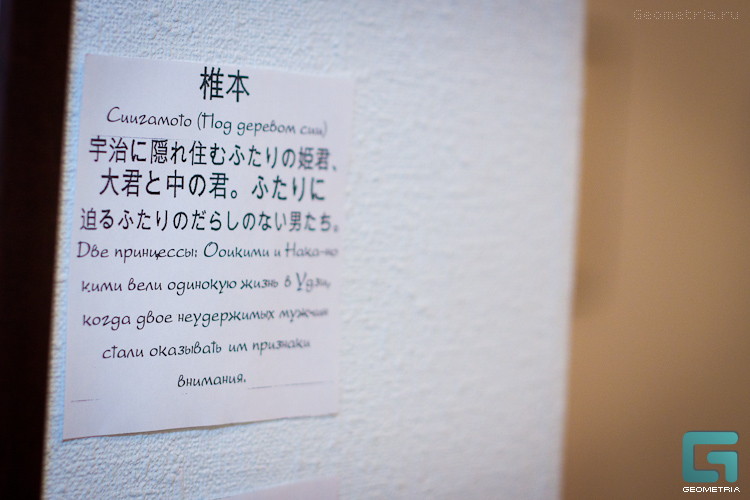 Geometria.ru
椎本
Сиигамото (Под деревом сии)
宇治に隠れ住むふたりの姫君、
大君と中の君。ふたりに
迫るふたりのだらしのない男たち。
Две принцессы: Ооикими и Нака-но
кими вели одинокую жизнь в Удзи,
когда двое неудержимых мужчин
стали оказывать им признаки
внимания.
GEOMETRIA